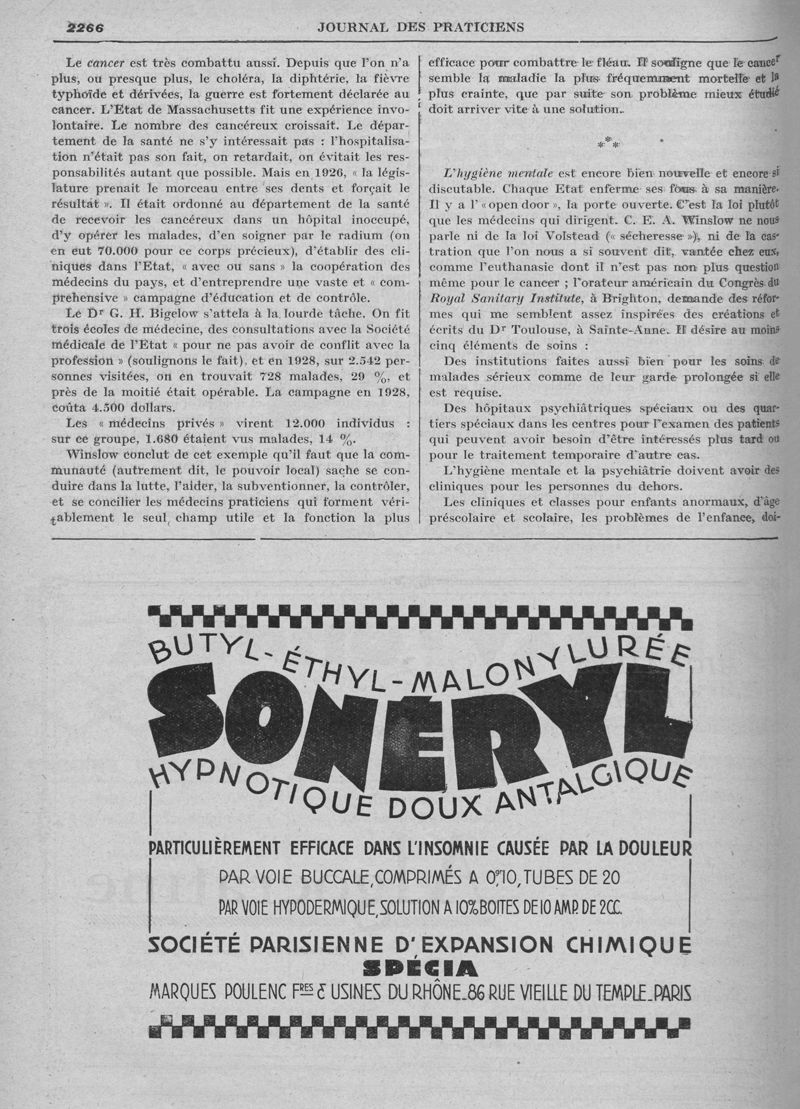 2266
JOURNAL DES PRATICIENS
Le cancer est très combattu aussi. Depuis que l'on n'a
plus, ou presque plus, le choléra, la diphtérie, la fièvre
typhoïde et dérivées, la guerre est fortement déclarée au
cancer. L'Etat de Massachusetts fit une expérience invo-
lontaire. Le nombre des cancéreux croissait. Le dépar-
tement de la santé ne s'y intéressait pas : l'hospitalisa-
tion n'était pas son fait, on retardait, on évitait les res-
ponsabilités autant que possible. Mais en 1926, « la légis-
lature prenait le morceau entre ses dents et forçait le
résultat ». Il était ordonné au département de la santé
de recevoir les cancéreux dans un hôpital inoccupé,
d'y opérer les malades, d'en soigner par le radium (on
en eut 70.000 pour ce corps précieux), d'établir des cli-
niques dans l'Etat, « avec ou sans » la coopération des
médecins du pays, et d'entreprendre une vaste et « com-
préhensive » campagne d'éducation et de contrôle.
Le Dr G. H. Bigelow s'attela à la lourde tâche. On fit
trois écoles de médecine, des consultations avec la Société
médicale de l'Etat « pour ne pas avoir de conflit avec la
profession » (soulignons le fait), et en 1928, sur 2.542 per-
sonnes visitées, on en trouvait 728 malades, 29 %, et
près de la moitié était opérable. La campagne en 1928,
coûta 4.500 dollars.
Les « médecins privés » virent 12.000 individus :
sur ce groupe, 1.680 étaient vus malades, 14 %.
Winslow conclut de cet exemple qu'il faut que la com-
munauté (autrement dit, le pouvoir local) sache se con-
duire dans la lutte, l'aider, la subventionner, la contrôler,
et se concilier les médecins praticiens qui forment véri-
tablement le seul champ utile et la fonction la plus
efficace pour combattre le fléau. Il souligne que le cancer
semble la maladie la plus fréquemment mortelle et la
plus crainte, que par suite son problème mieux étudié
doit arriver vite à une solution.
***
L'hygiène mentale est encore bien nouvelle et encore si
discutable. Chaque Etat enferme ses fous à sa manière.
Il y a l' « open door », la porte ouverte. C'est la loi plutôt
que les médecins qui dirigent. C. E. A. Winslow ne nous
parle ni de la loi Volstead (« sécheresse »), ni de la cas-
tration que l'on nous a si souvent dit, vantée chez eux,
comme l'euthanasie dont il n'est pas non plus question
même pour le cancer ; l'orateur américain du Congrès du
Royal Sanitary Institute, à Brighton, demande des réfor-
mes qui me semblent assez inspirées des créations et
écrits du Dr Toulouse, à Sainte-Anne. Il désire au moins
cinq éléments de soins :
Des institutions faites aussi bien pour les soins de
malades sérieux comme de leur garde prolongée si elle
est requise.
Des hôpitaux psychiâtriques spéciaux ou des quar-
tiers spéciaux dans les centres pour l'examen des patients
qui peuvent avoir besoin d'être intéressés plus tard ou
pour le traitement temporaire d'autre cas.
L'hygiène mentale et la psychiâtrie doivent avoir des
cliniques pour les personnes du dehors.
Les cliniques et classes pour enfants anormaux, d'âge
préscolaire et scolaire, les problèmes de l'enfance, doi-
BUTYL-ÉTHYL-MALONYLURÉE
SONÉRYL
HYPNOTIQUE DOUX ANTALGIQUE
PARTICULIÈREMENT EFFICACE DANS L'INSOMNIE CAUSÉE PAR LA DOULEUR
PAR VOIE BUCCALE, COMPRIMÉS A 0gr10, TUBES DE 20
PAR VOIE HYPODERMIQUE, SOLUTION A 10% BOITES DE 10 AMP. DE 2CC.
SOCIÉTÉ PARISIENNE D'EXPANSION CHIMIQUE
SPÉCIA
MARQUES POULENC FRES & USINES DU RHÔNE_86 RUE VIEILLE DU TEMPLE_PARIS